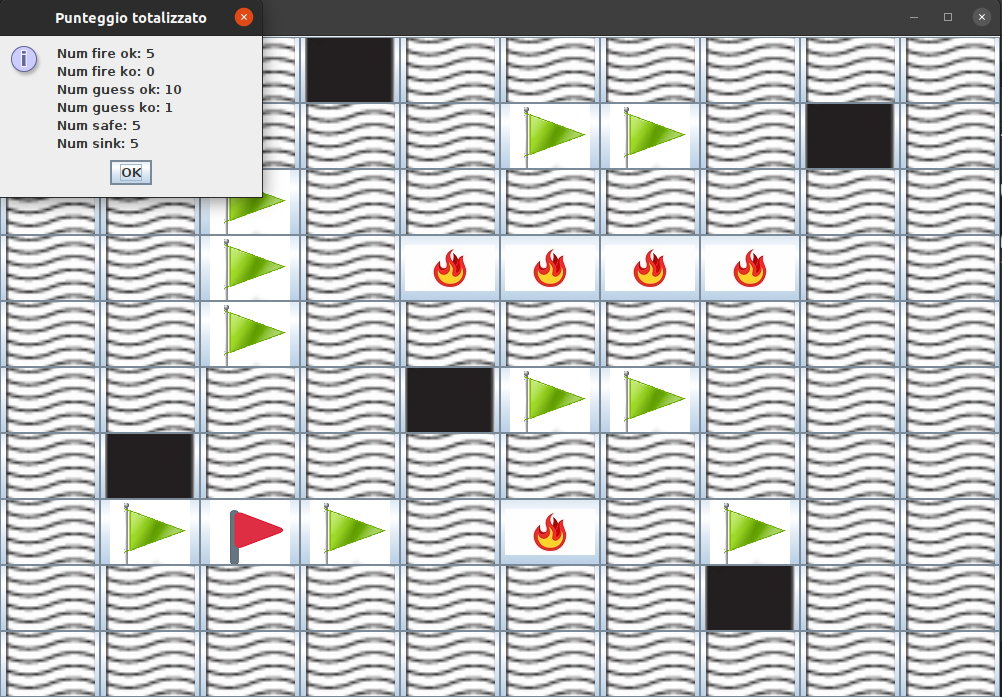 Punteggio totalizzato
Num fire ok: 5
Num fire ko: 0
Num guess ok: 10
Num guess ko: 1
Num safe: 5
Num sink: 5
OK